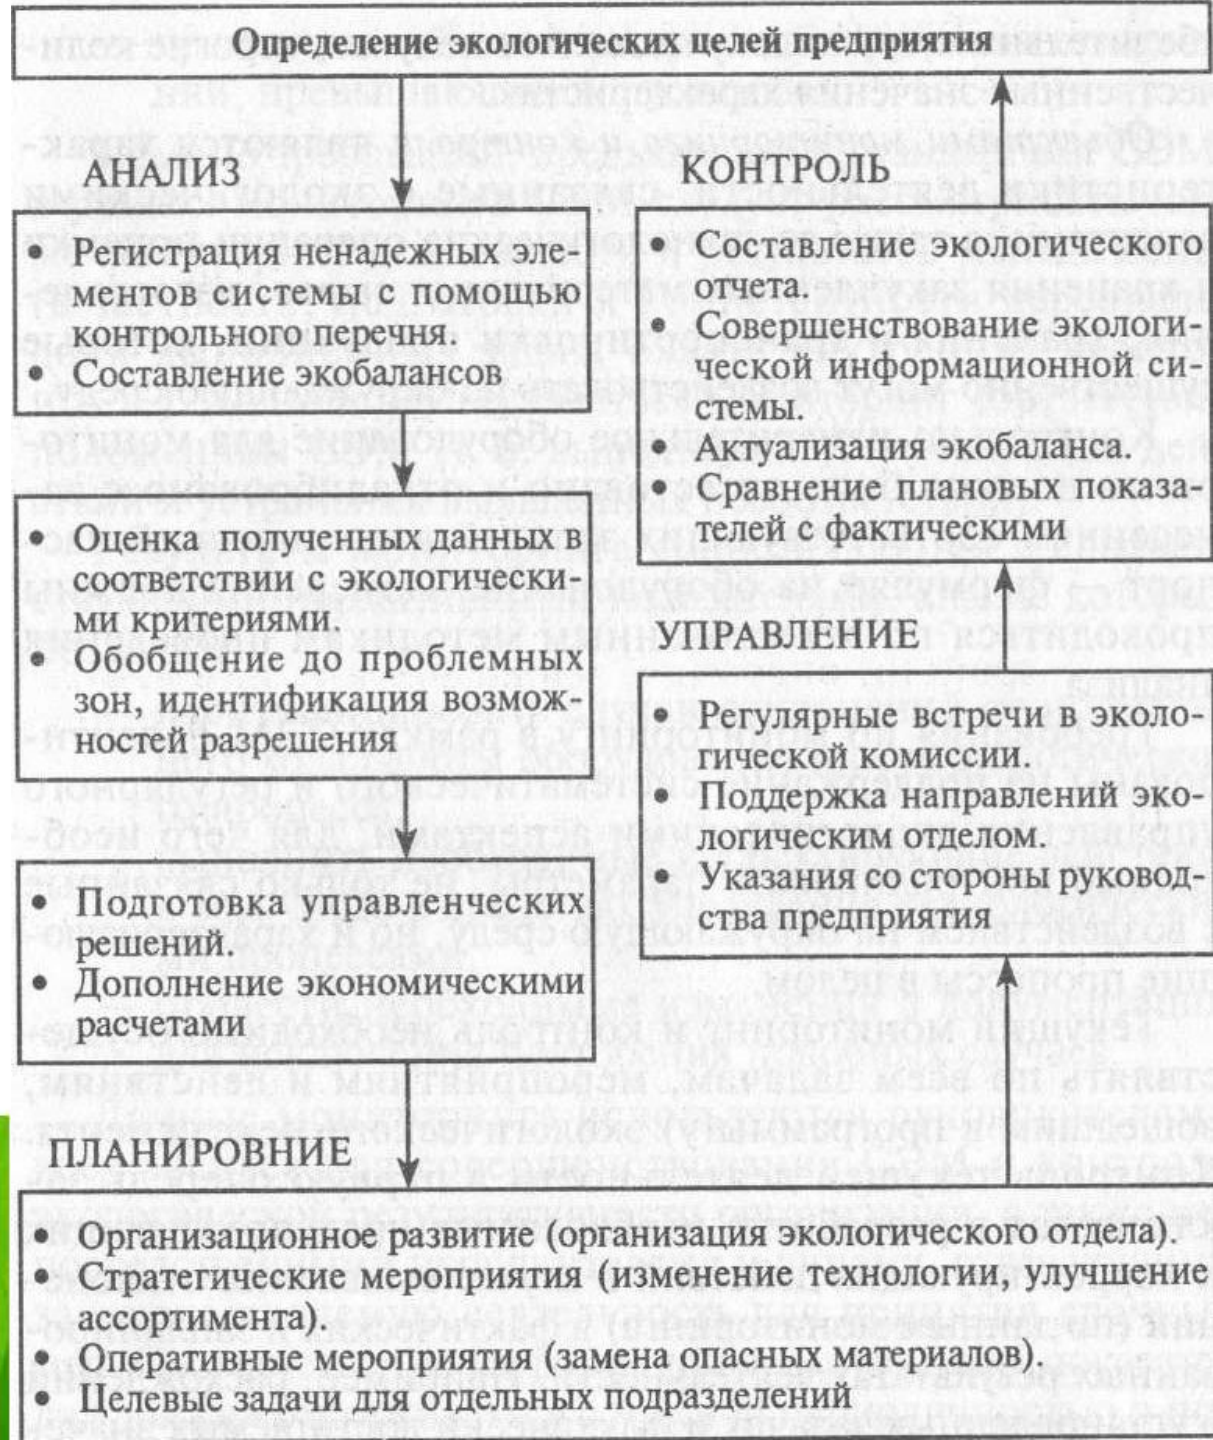 Определение экологических целей предприятия
АНАЛИЗ
• Регистрация ненадежных эле-
ментов системы с помощью
контрольного перечня.
• Составление экобалансов
• Оценка полученных данных в
соответствии с экологически-
ми критериями.
• Обобщение до проблемных
зон, идентификация возмож-
ностей разрешения
• Подготовка управленческих
решений.
• Дополнение экономическими
расчетами
ПЛАНИРОВНИЕ
• Организационное развитие (организация экологического отдела).
• Стратегические мероприятия (изменение технологии, улучшение
ассортимента).
• Оперативные мероприятия (замена опасных материалов).
• Целевые задачи для отдельных подразделений
УПРАВЛЕНИЕ
• Регулярные встречи в эколо-
гической комиссии.
• Поддержка направлений эко-
логическим отделом.
• Указания со стороны руковод-
ства предприятия
КОНТРОЛЬ
• Составление экологического
отчета.
• Совершенствование экологи-
ческой информационной си-
стемы.
• Актуализация экобаланса.
• Сравнение плановых показа-
телей с фактическими